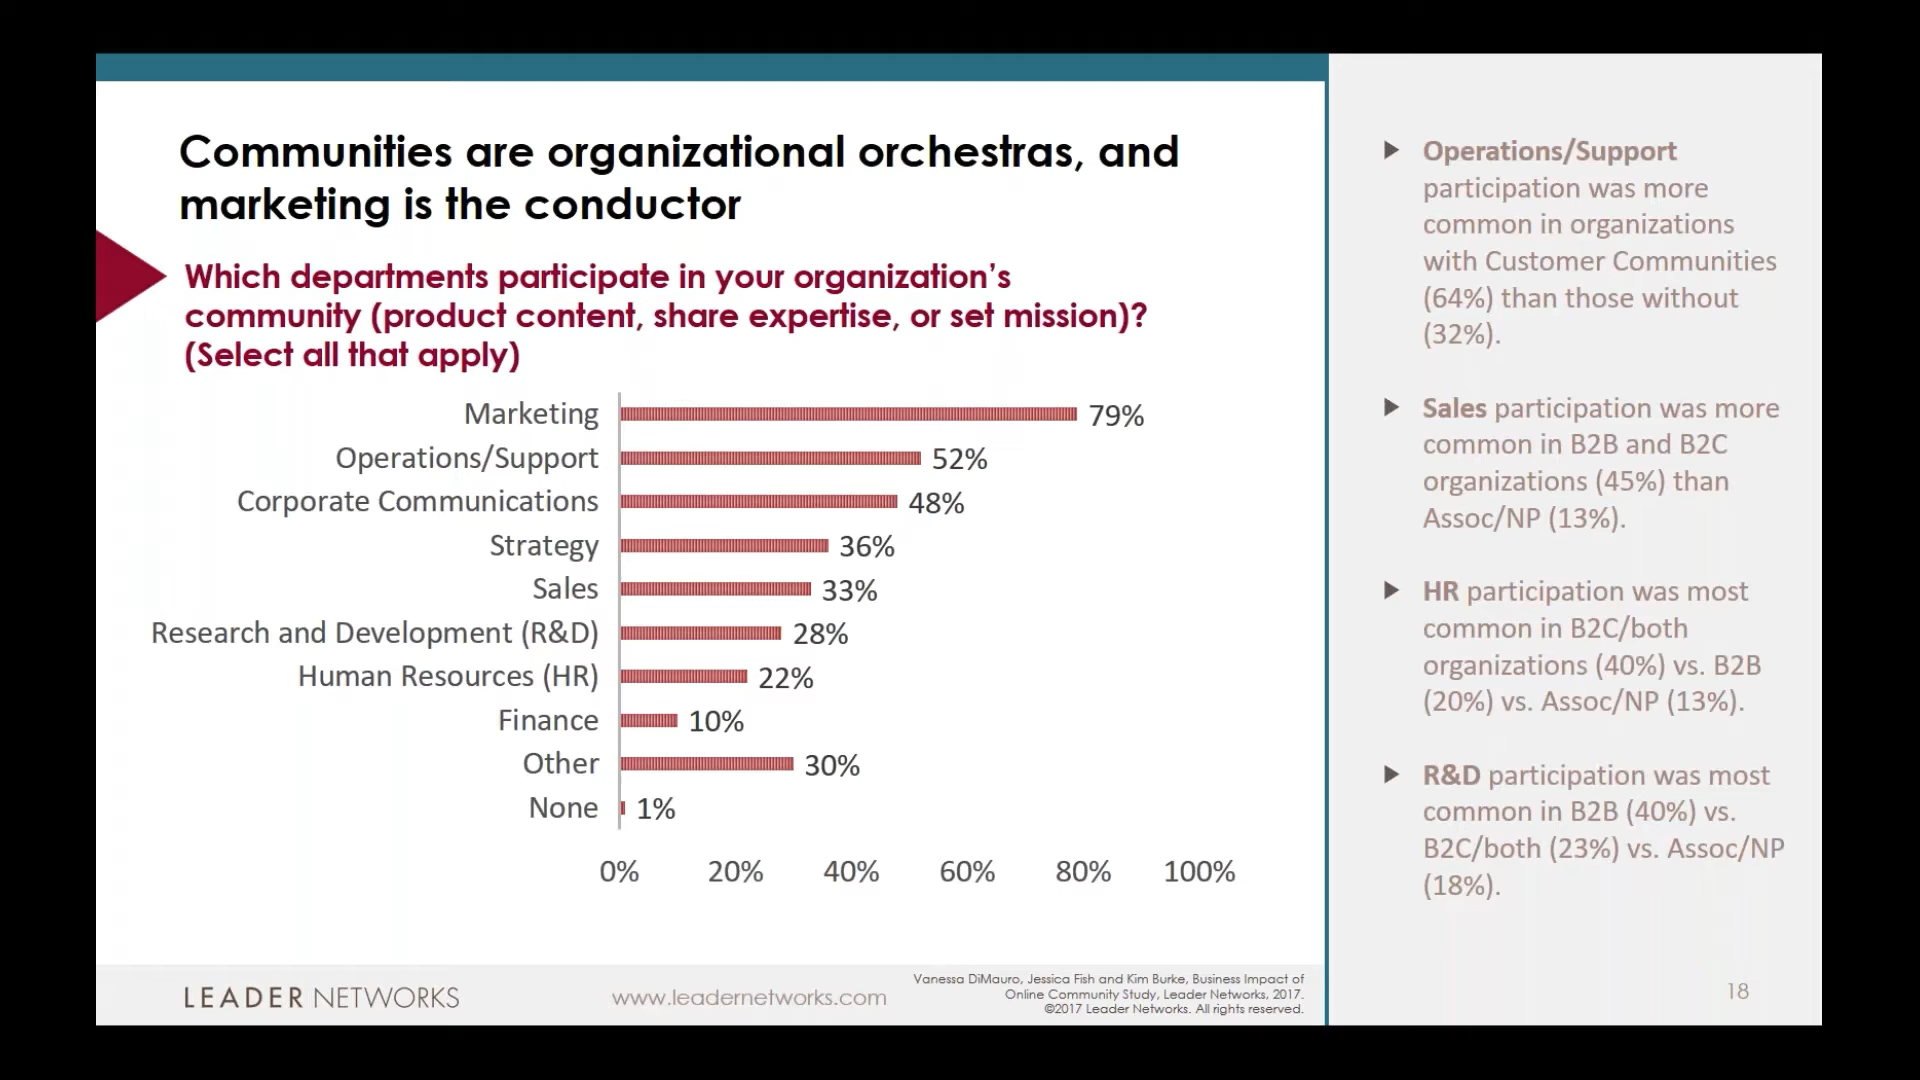 Communities are organizational orchestras, and
marketing is the conductor
Which departments participate in your organization's
community (product content, share expertise, or set mission)?
(Select all that apply)
Marketing 79%
Operations/Support 52%
Corporate Communications 48%
Strategy 36%
Sales 33%
Research and Development (R&D) 28%
Human Resources (HR) 22%
Finance 10%
Other 30%
None 1%
0% 20% 40% 60% 80% 100%
Operations/Support
participation was more
common in organizations
with Customer Communities
(64%) than those without
(32%).
Sales participation was more
common in B2B and B2C
organizations (45%) than
Assoc/NP (13%).
HR participation was most
common in B2C/both
organizations (40%) vs. B2B
(20%) vs. Assoc/NP (13%).
R&D participation was most
common in B2B (40%) vs.
B2C/both (23%) vs. Assoc/NP
(18%).
LEADER NETWORKS
www.leadernetworks.com
Vanessa DiMauro, Jessica Fish and Kim Burke, Business Impact of
Online Community Study, Leader Networks, 2017.
©2017 Leader Networks. All rights reserved.
18